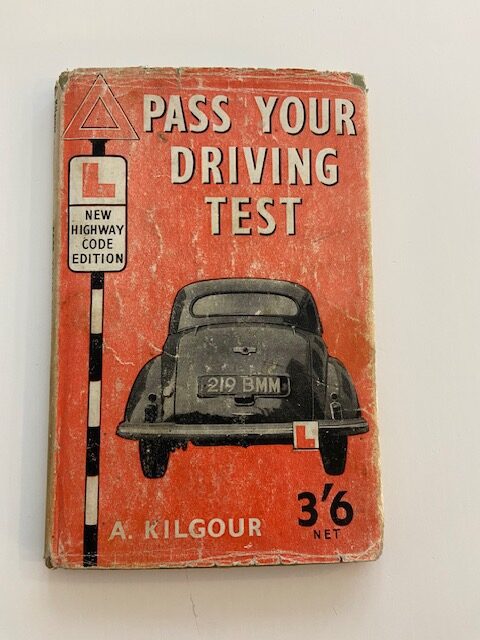 PASS YOUR
DRIVING
TEST
L
NEW
HIGHWAY
CODE
EDITION
219 BMM
L
A. KILGOUR
3'6
NET